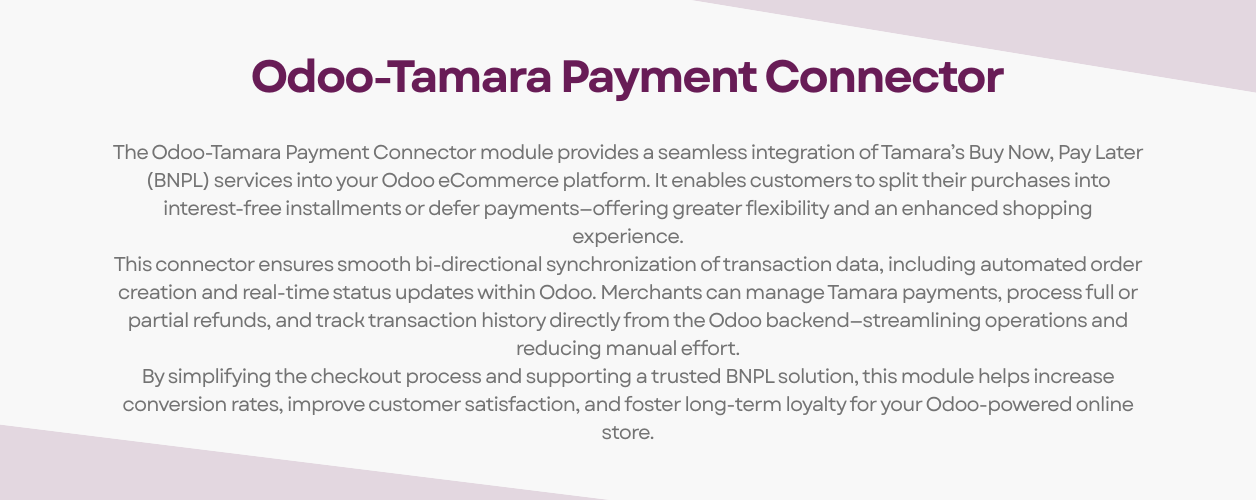 Odoo-Tamara Payment Connector
The Odoo-Tamara Payment Connector module provides a seamless integration of Tamara’s Buy Now, Pay Later
(BNPL) services into your Odoo eCommerce platform. It enables customers to split their purchases into
interest-free installments or defer payments—offering greater flexibility and an enhanced shopping
experience.
This connector ensures smooth bi-directional synchronization of transaction data, including automated order
creation and real-time status updates within Odoo. Merchants can manage Tamara payments, process full or
partial refunds, and track transaction history directly from the Odoo backend—streamlining operations and
reducing manual effort.
By simplifying the checkout process and supporting a trusted BNPL solution, this module helps increase
conversion rates, improve customer satisfaction, and foster long-term loyalty for your Odoo-powered online
store.